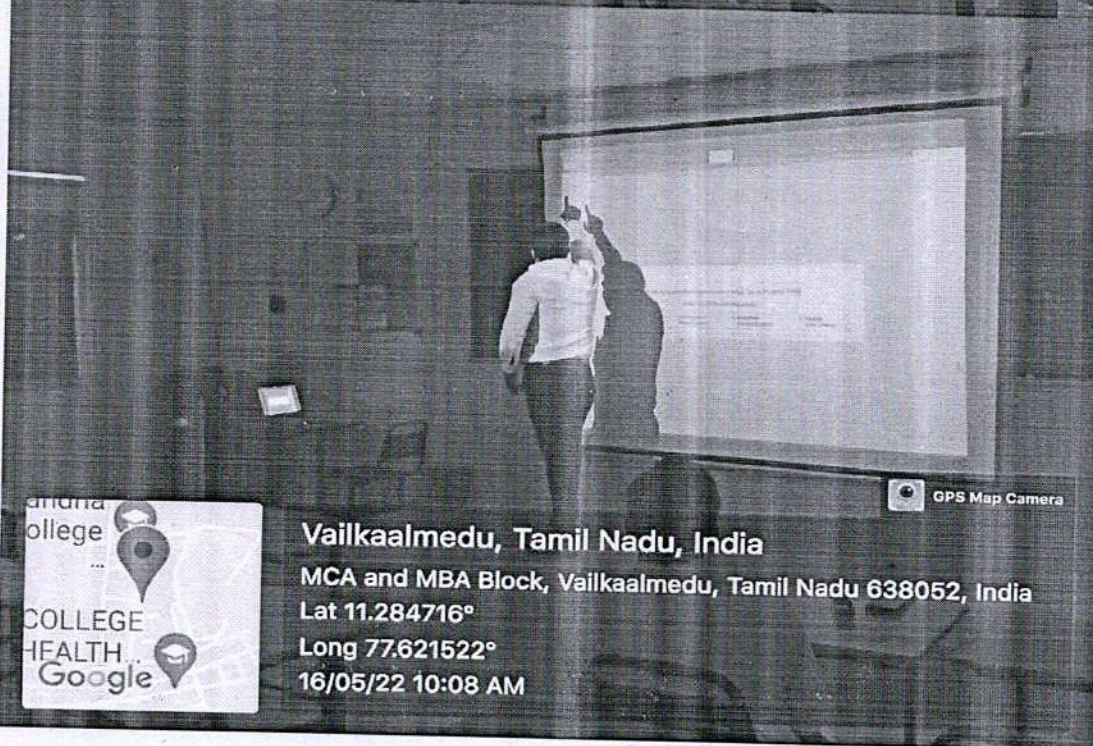 GPS Map Camera
ollege
...
COLLEGE
HEALTH...
Google
Vailkaalmedu, Tamil Nadu, India
MCA and MBA Block, Vailkaalmedu, Tamil Nadu 638052, India
Lat 11.284716°
Long 77.621522°
16/05/22 10:08 AM